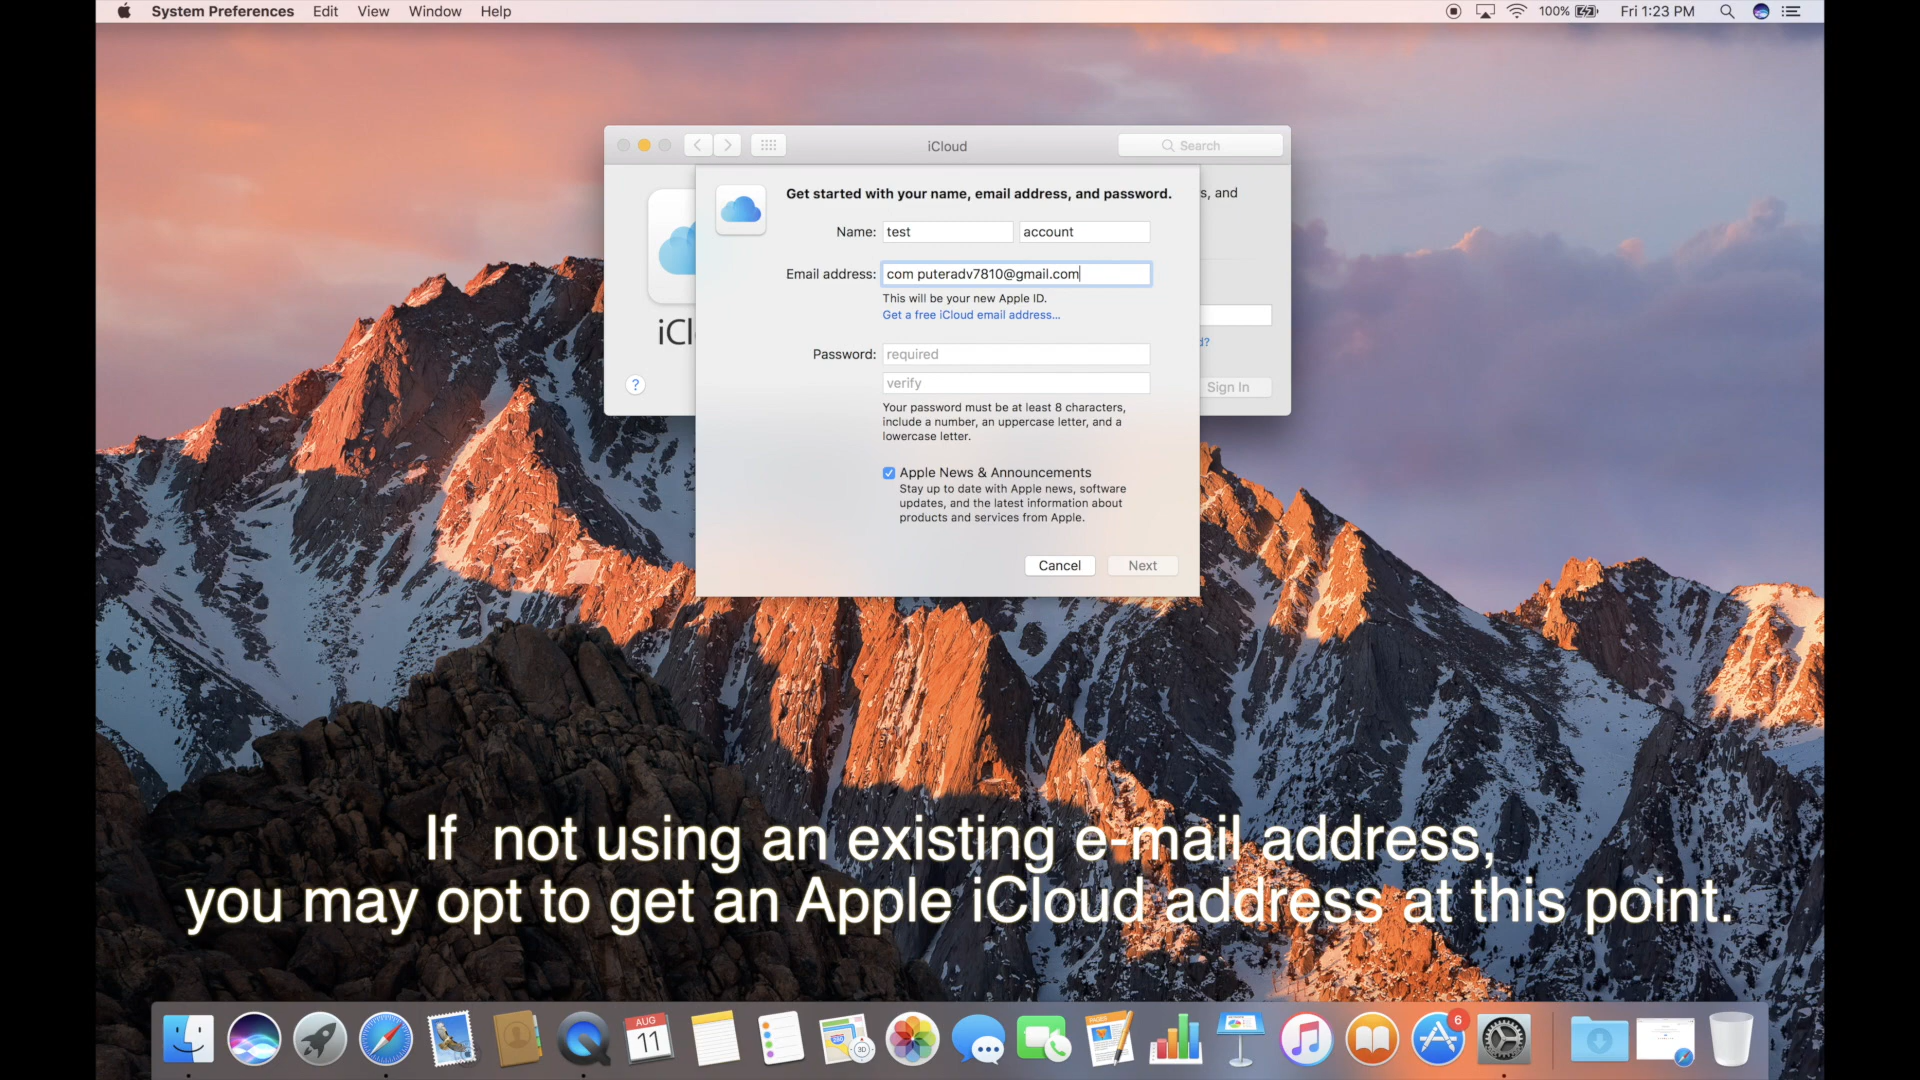 System Preferences Edit View Window Help
100% Fri 1:23 PM
iCloud
Search
Get started with your name, email address, and password.
s, and
Name: test account
Email address: com puteradv7810@gmail.com
This will be your new Apple ID.
Get a free iCloud email address...
iCl
d?
Password: required
verify
Sign In
?
Your password must be at least 8 characters,
include a number, an uppercase letter, and a
lowercase letter.
Apple News & Announcements
Stay up to date with Apple news, software
updates, and the latest information about
products and services from Apple.
Cancel Next
If not using an existing e-mail address,
you may opt to get an Apple iCloud address at this point.
AUG
11
3D
PAGES
6